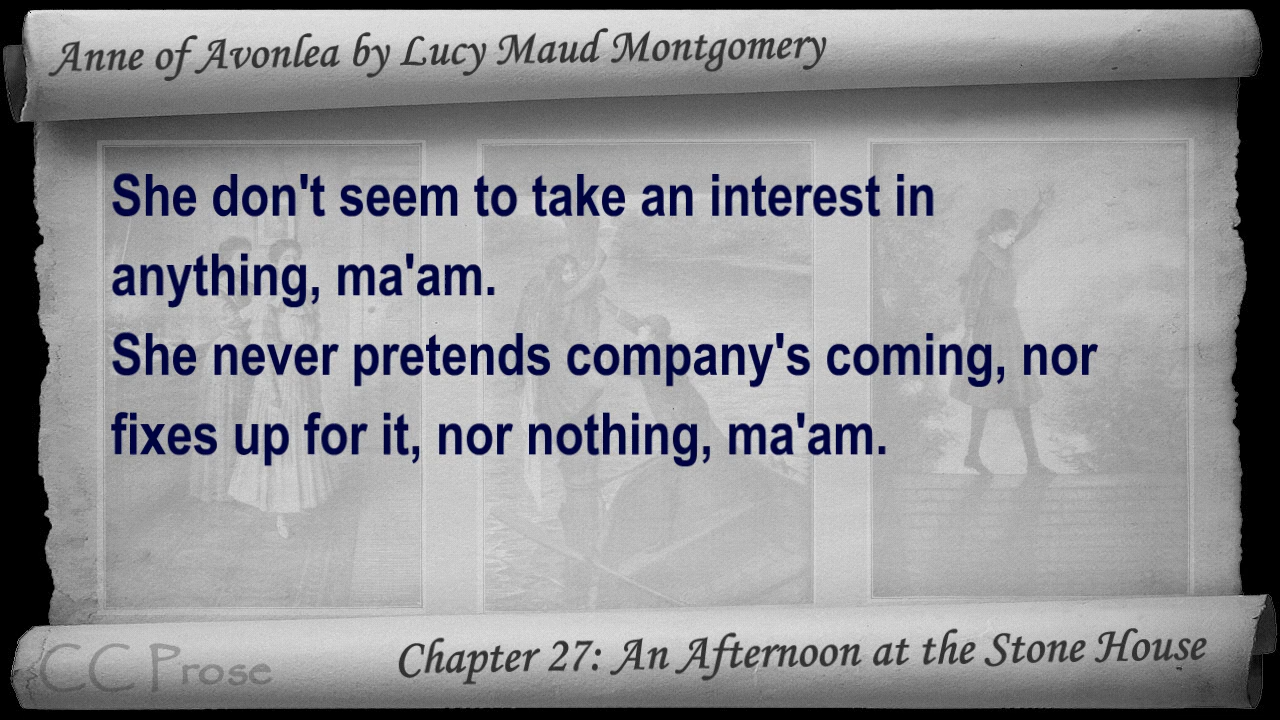 Anne of Avonlea by Lucy Maud Montgomery
She don't seem to take an interest in
anything, ma'am.
She never pretends company's coming, nor
fixes up for it, nor nothing, ma'am.
CC Prose
Chapter 27: An Afternoon at the Stone House